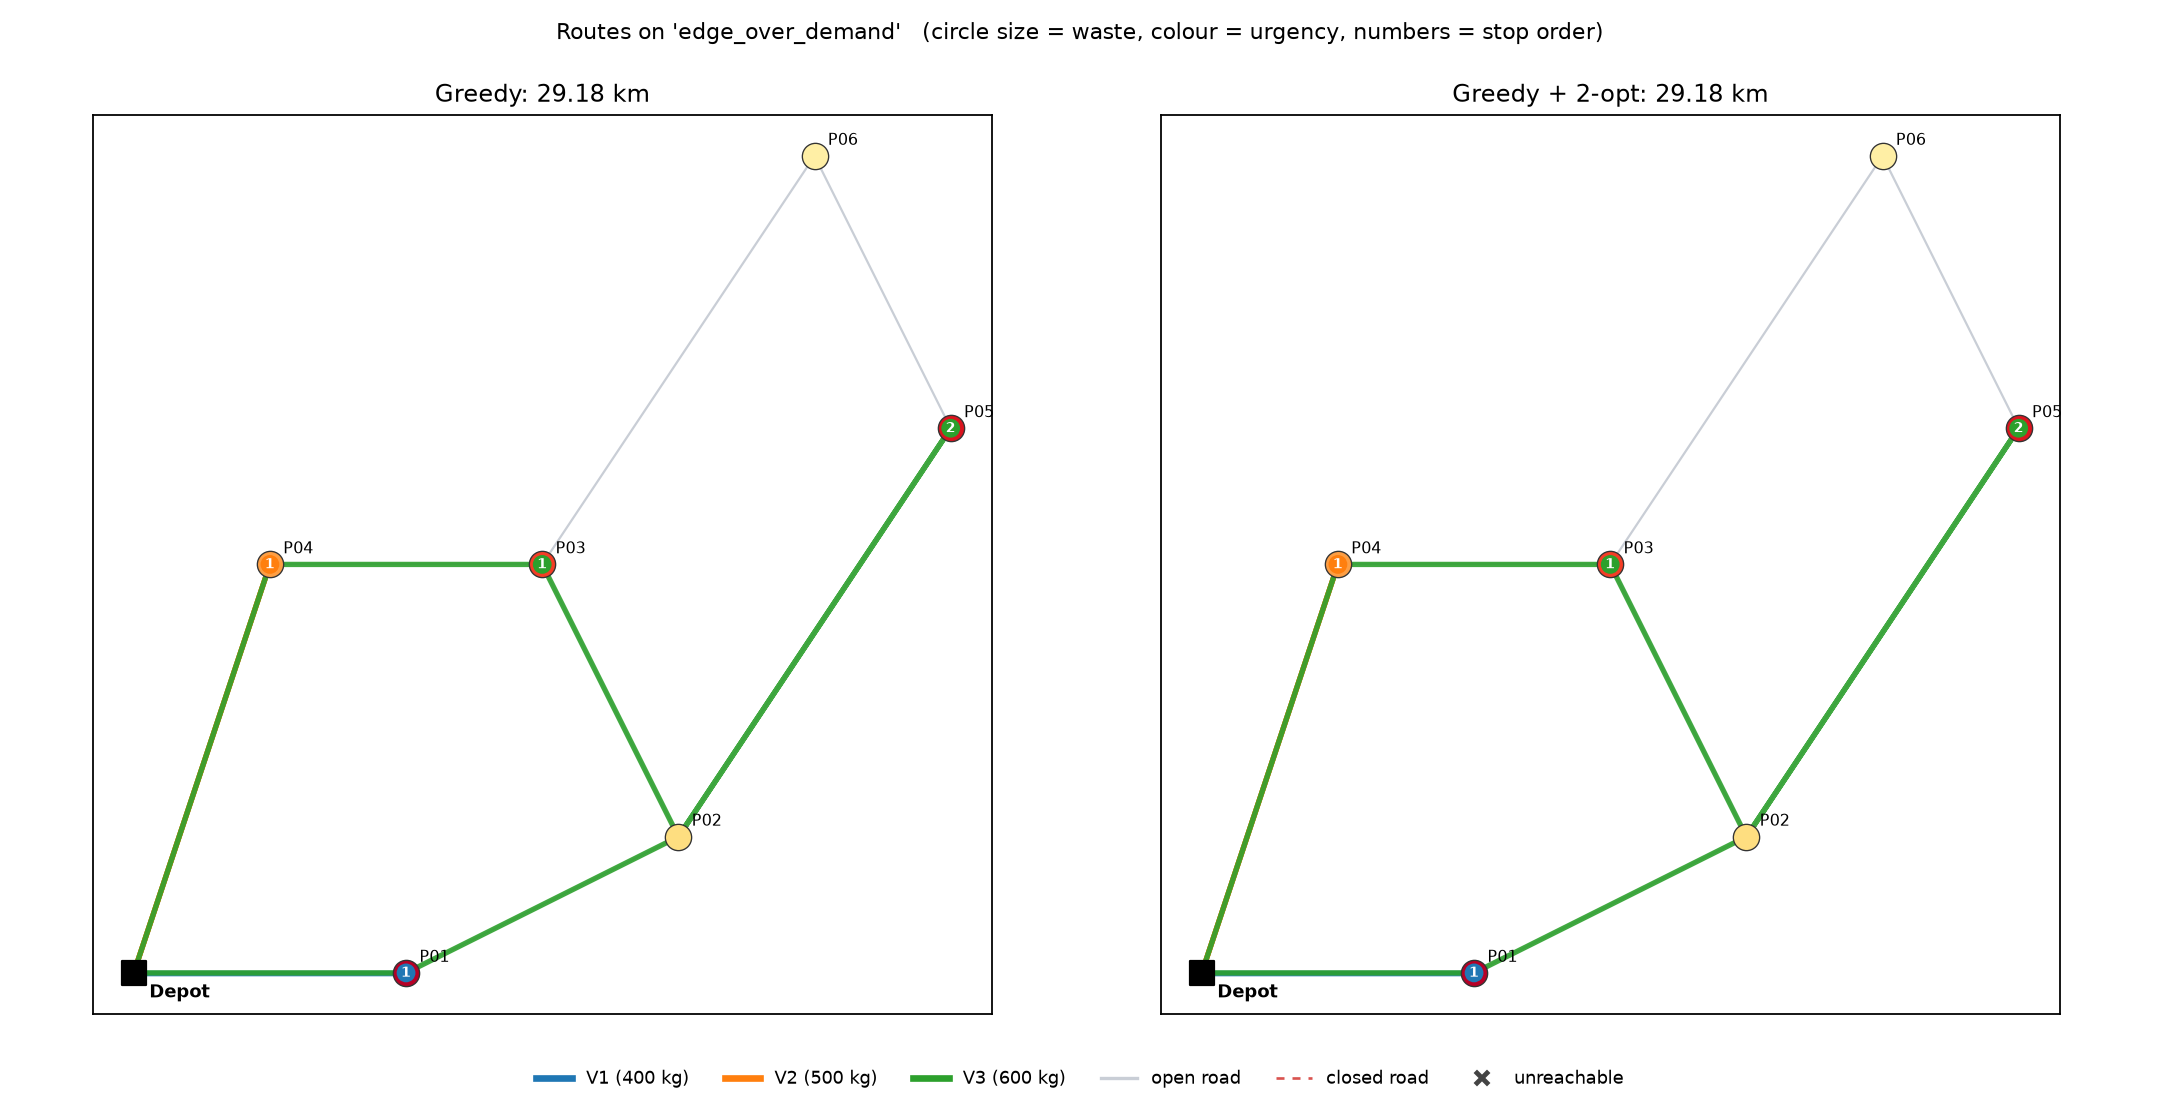 Routes on 'edge_over_demand'   (circle size = waste, colour = urgency, numbers = stop order)
Greedy: 29.18 km
P06
P05
2
P04
1
P03
1
P02
P01
1
Depot
Greedy + 2-opt: 29.18 km
P06
P05
2
P04
1
P03
1
P02
P01
1
Depot
V1 (400 kg)   V2 (500 kg)   V3 (600 kg)   open road   closed road   unreachable